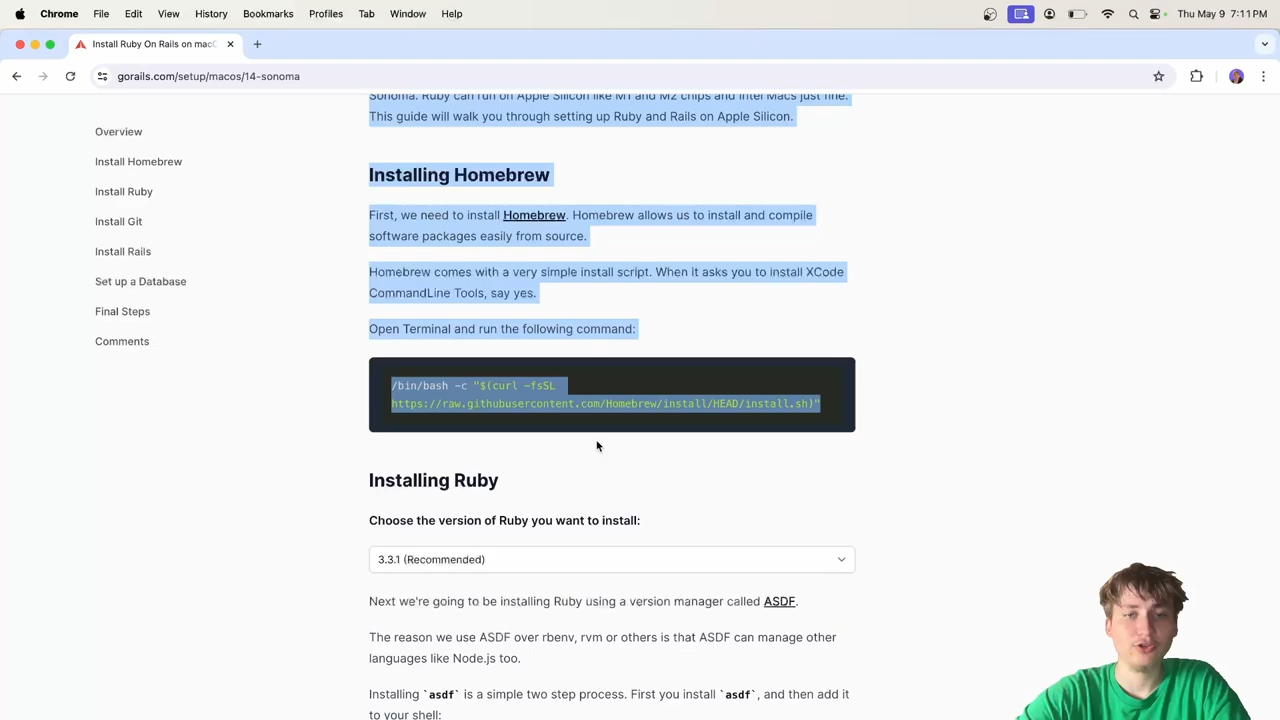 Chrome File Edit View History Bookmarks Profiles Tab Window Help Thu May 9 7:11 PM
Install Ruby On Rails on mac
gorails.com/setup/macos/14-sonoma
Overview
Install Homebrew
Install Ruby
Install Git
Install Rails
Set up a Database
Final Steps
Comments
Sonoma. Ruby can run on Apple Silicon like M1 and M2 chips and Intel Macs just fine.
This guide will walk you through setting up Ruby and Rails on Apple Silicon.
Installing Homebrew
First, we need to install Homebrew. Homebrew allows us to install and compile
software packages easily from source.
Homebrew comes with a very simple install script. When it asks you to install XCode
CommandLine Tools, say yes.
Open Terminal and run the following command:
/bin/bash -c "$(curl -fsSL
https://raw.githubusercontent.com/Homebrew/install/HEAD/install.sh)"
Installing Ruby
Choose the version of Ruby you want to install:
3.3.1 (Recommended)
Next we're going to be installing Ruby using a version manager called ASDF.
The reason we use ASDF over rbenv, rvm or others is that ASDF can manage other
languages like Node.js too.
Installing `asdf` is a simple two step process. First you install `asdf`, and then add it
to your shell: